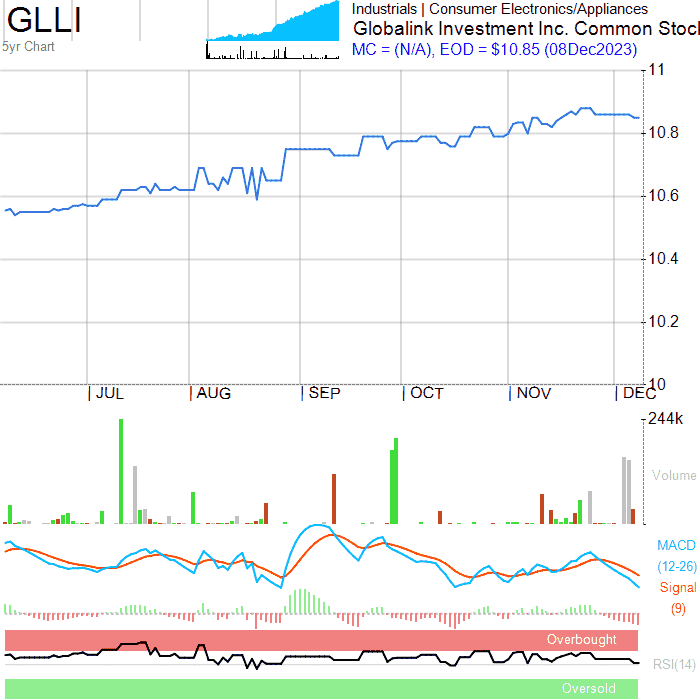 GLLI
5yr Chart
Industrials | Consumer Electronics/Appliances
Globalink Investment Inc. Common Stoc
MC = (N/A), EOD = $10.85 (08Dec2023)
11
10.8
10.6
10.4
10.2
10
JUL AUG SEP OCT NOV DEC
244k
Volume
MACD
(12-26)
Signal
(9)
Overbought
RSI(14)
Oversold